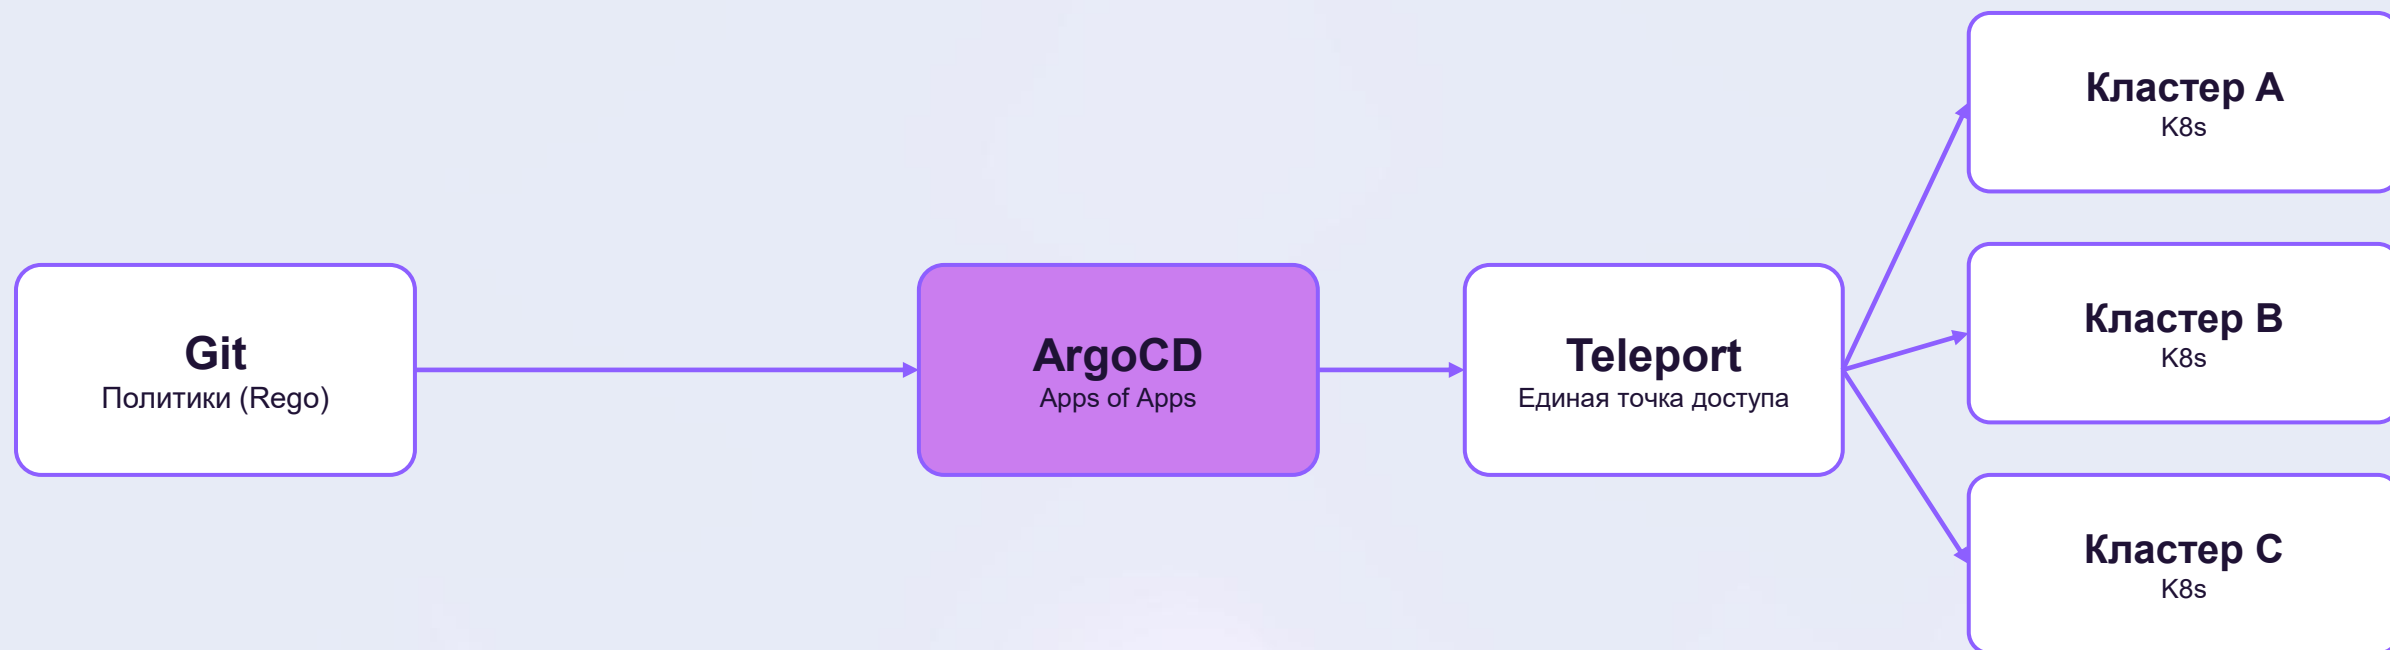 Git
Политики (Rego)
ArgoCD
Apps of Apps
Teleport
Единая точка доступа
Кластер A
K8s
Кластер B
K8s
Кластер C
K8s